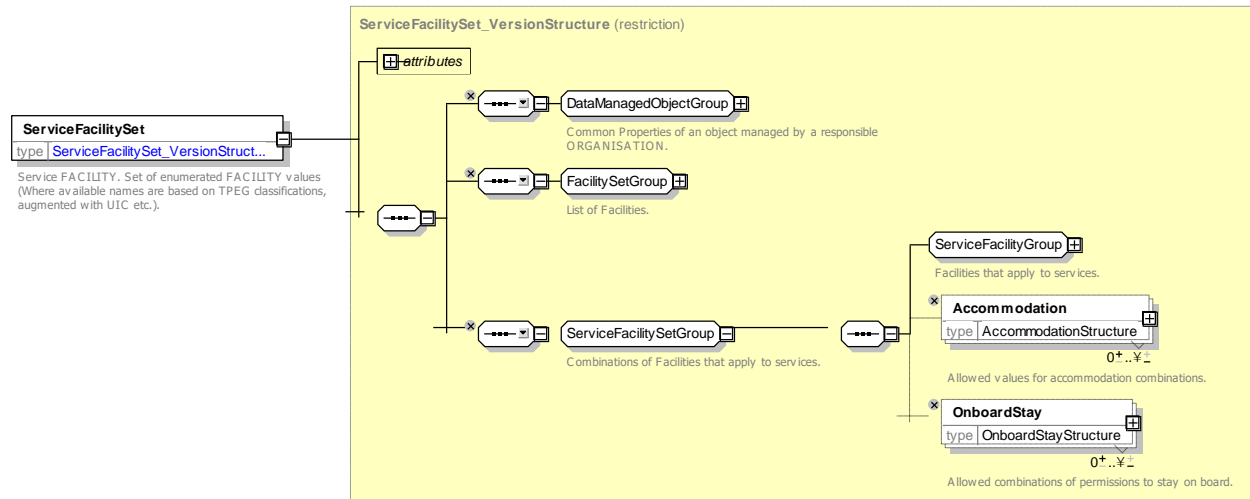 ServiceFacilitySet_VersionStructure (restriction)
attributes
DataManagedObjectGroup
Common Properties of an object managed by a responsible
ORGANISATION.
ServiceFacilitySet
type ServiceFacilitySet_VersionStruct...
Service FACILITY. Set of enumerated FACILITY values
(Where available names are based on TPEG classifications,
augmented with UIC etc.).
FacilitySetGroup
List of Facilities.
ServiceFacilitySetGroup
Combinations of Facilities that apply to services.
ServiceFacilityGroup
Facilities that apply to services.
Accommodation
type AccommodationStructure
0..¥
Allowed values for accommodation combinations.
OnboardStay
type OnboardStayStructure
0..¥
Allowed combinations of permissions to stay on board.